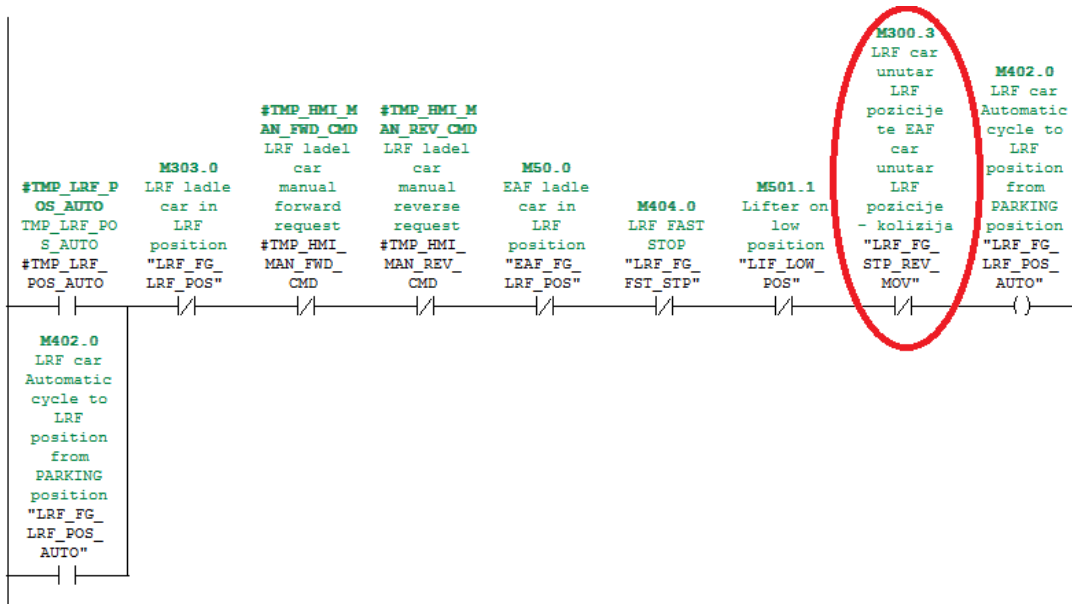 #TMP_LRF_P
OS_AUTO
TMP_LRF_PO
S_AUTO
#TMP_LRF_
POS_AUTO
M303.0
LRF ladle
car in
LRF
position
"LRF_FG_
LRF_POS"
#TMP_HMI_M
AN_FWD_CMD
LRF ladel
car
manual
forward
request
#TMP_HMI_
MAN_FWD_
CMD
#TMP_HMI_M
AN_REV_CMD
LRF ladel
car
manual
reverse
request
#TMP_HMI_
MAN_REV_
CMD
M50.0
EAF ladle
car in
LRF
position
"EAF_FG_
LRF_POS"
M404.0
LRF FAST
STOP
"LRF_FG_
FST_STP"
M501.1
Lifter on
low
position
"LIF_LOW_
POS"
M300.3
LRF car
unutar
LRF
pozicije
te EAF
car
unutar
LRF
pozicije
- kolizija
"LRF_FG_
STP_REV_
MOV"
M402.0
LRF car
Automatic
cycle to
LRF
position
from
PARKING
position
"LRF_FG_
LRF_POS_
AUTO"
M402.0
LRF car
Automatic
cycle to
LRF
position
from
PARKING
position
"LRF_FG_
LRF_POS_
AUTO"